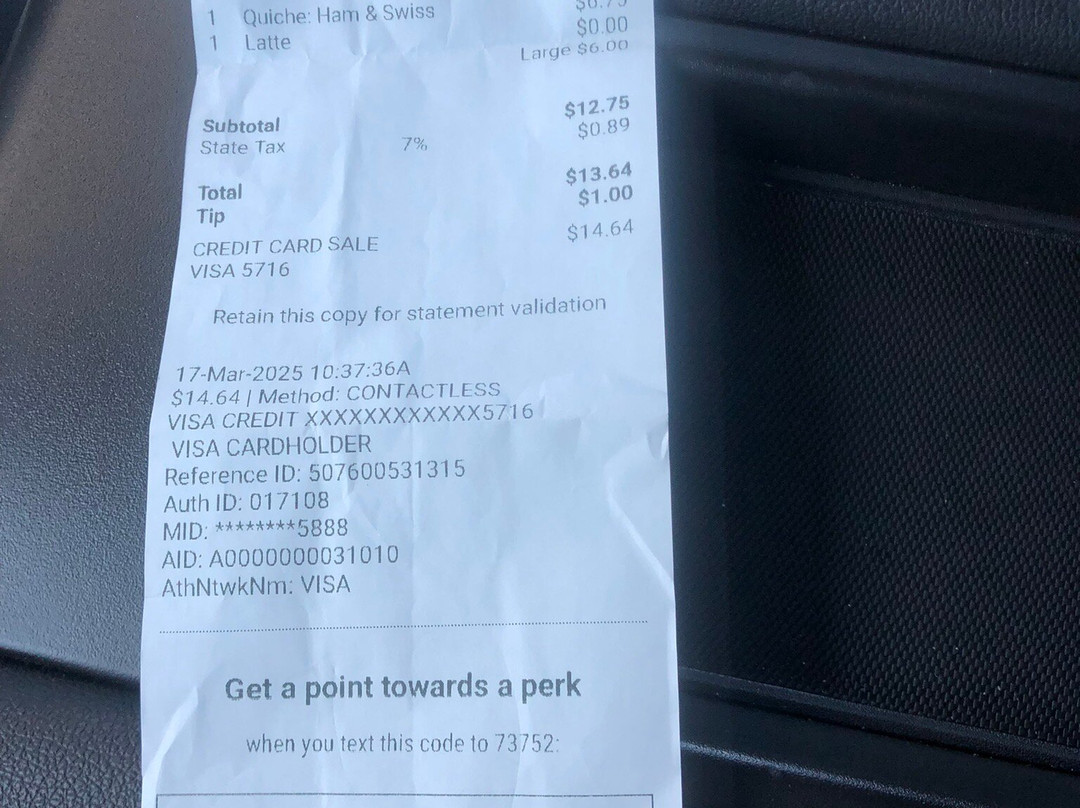 1 Quiche: Ham & Swiss $6.75
1 Latte $0.00
Large $6.00
Subtotal $12.75
State Tax 7% $0.89
Total $13.64
Tip $1.00
CREDIT CARD SALE $14.64
VISA 5716
Retain this copy for statement validation
17-Mar-2025 10:37:36A
$14.64 | Method: CONTACTLESS
VISA CREDIT XXXXXXXXXXXX5716
VISA CARDHOLDER
Reference ID: 507600531315
Auth ID: 017108
MID: ********5888
AID: A0000000031010
AthNtwkNm: VISA
Get a point towards a perk
when you text this code to 73752: